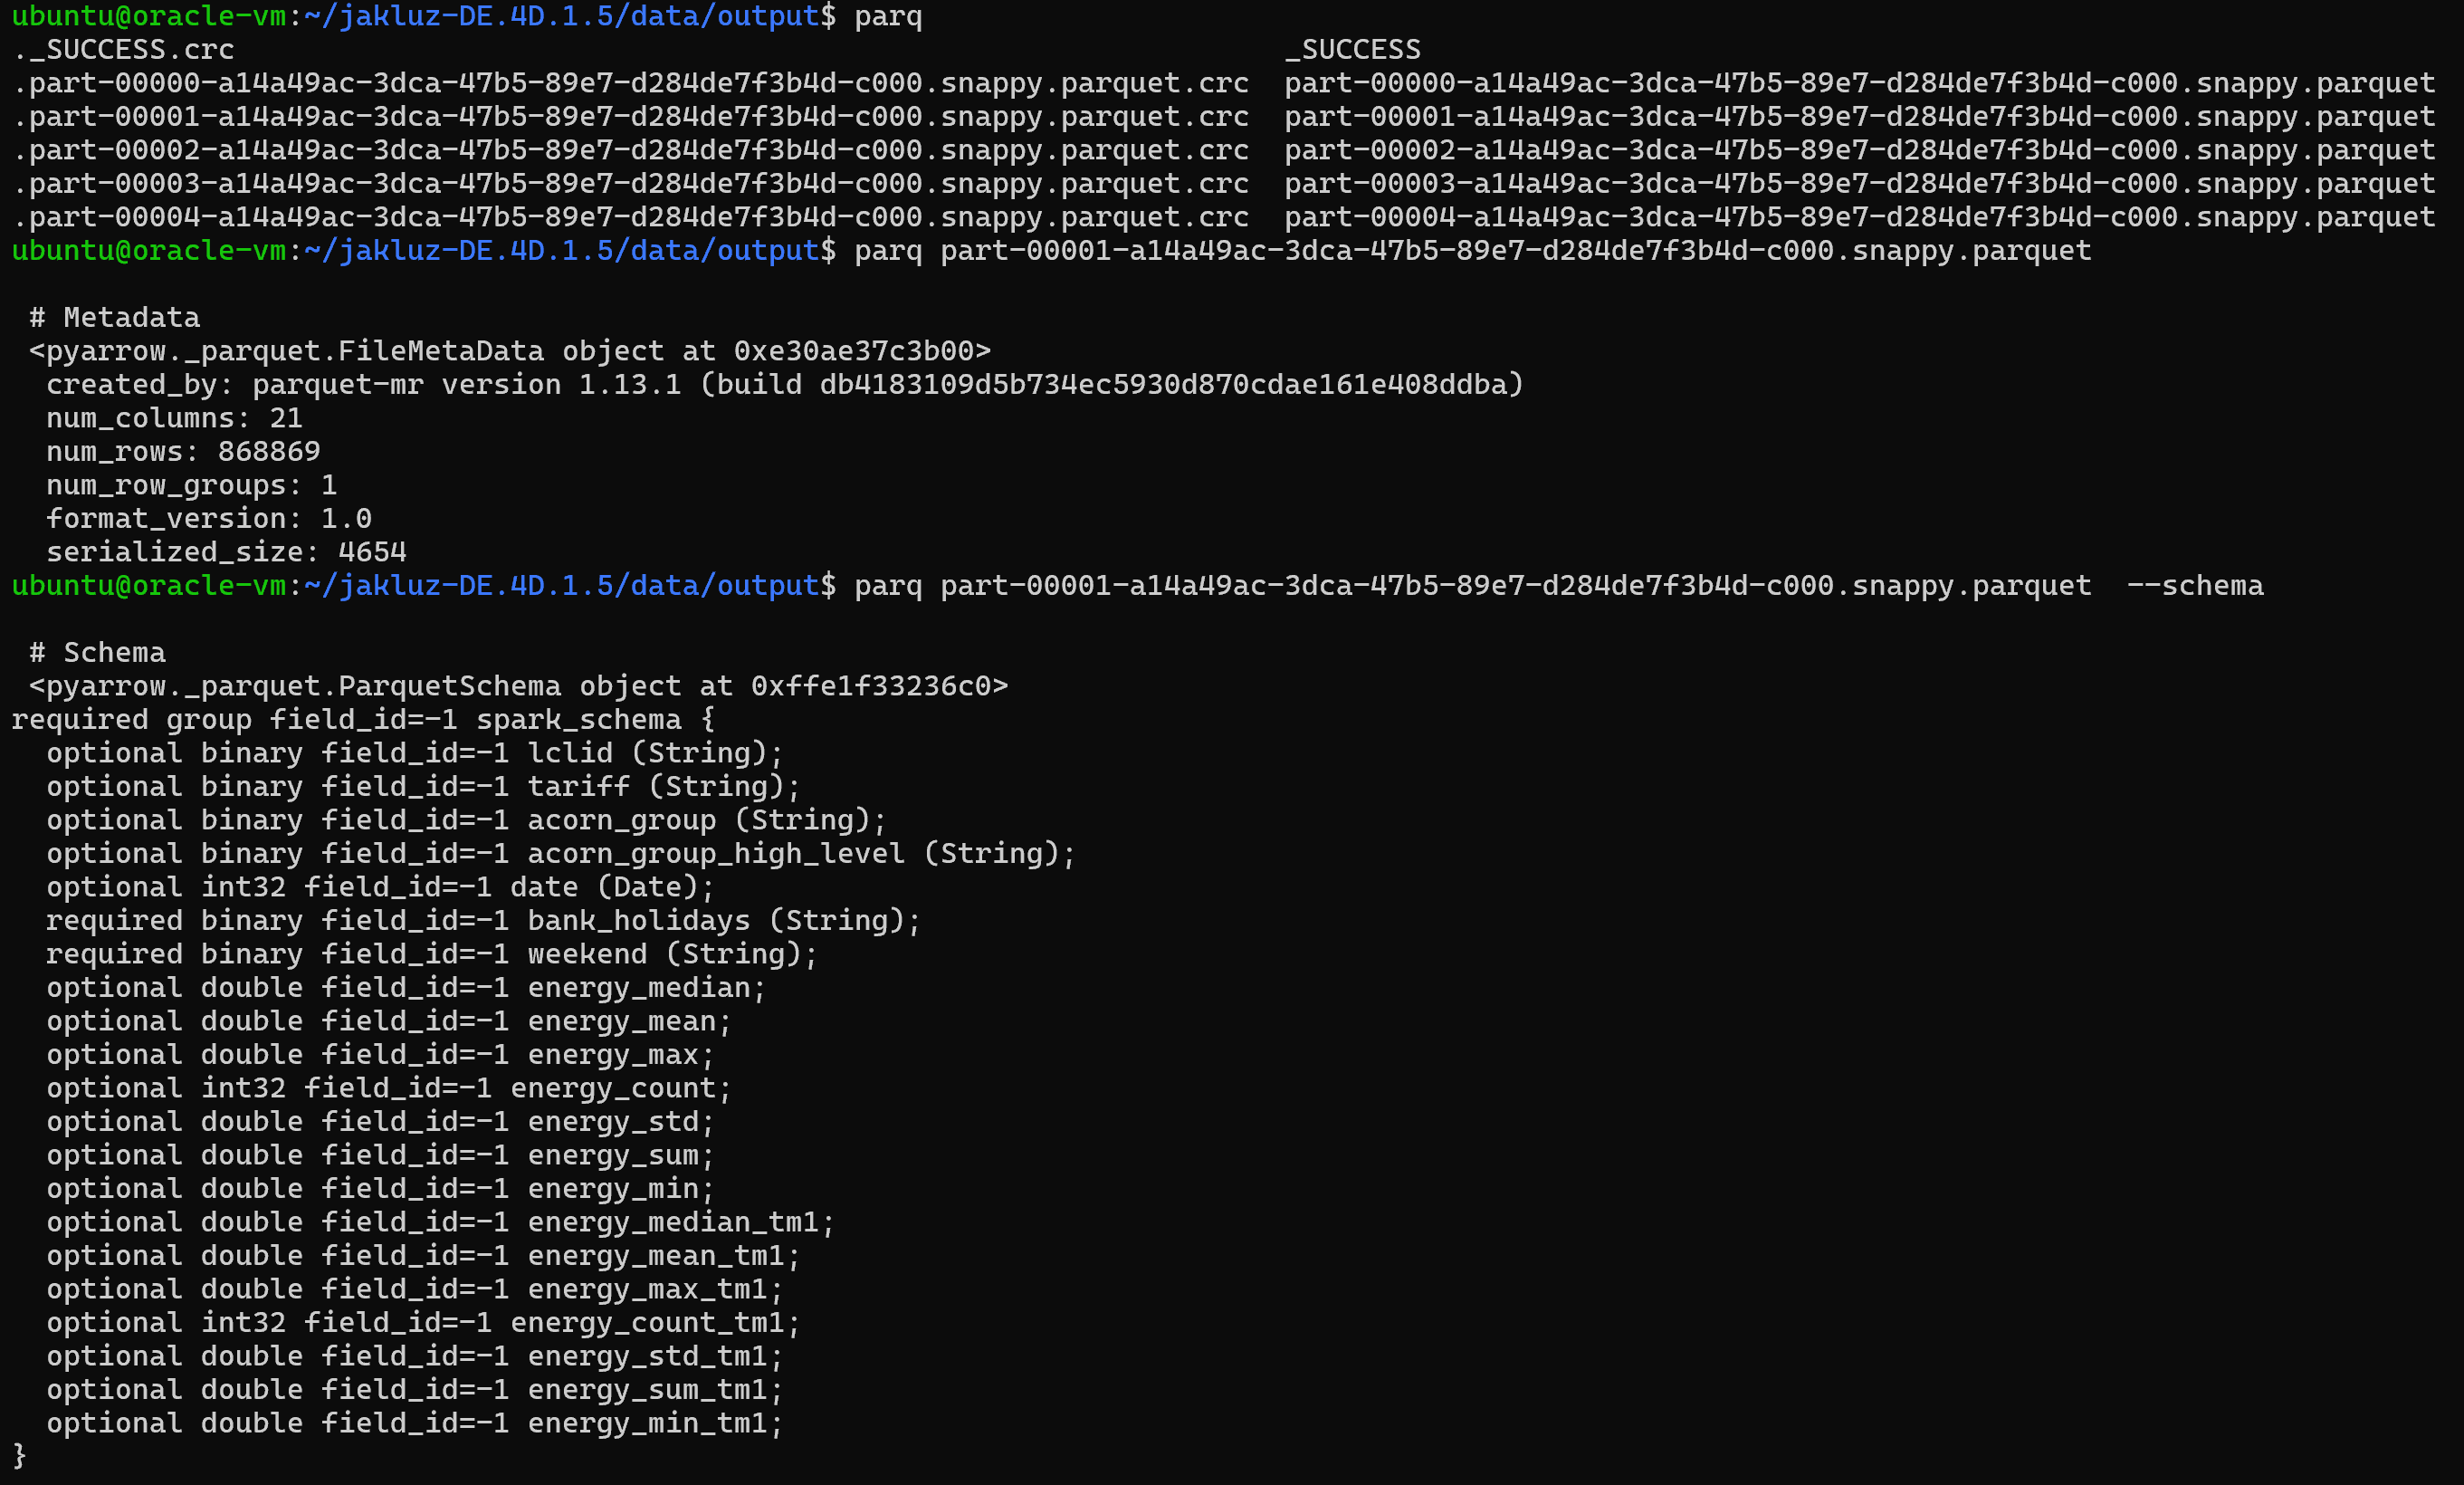 ubuntu@oracle-vm:~/jakluz-DE.4D.1.5/data/output$ parq
._SUCCESS.crc _SUCCESS
.part-00000-a14a49ac-3dca-47b5-89e7-d284de7f3b4d-c000.snappy.parquet.crc part-00000-a14a49ac-3dca-47b5-89e7-d284de7f3b4d-c000.snappy.parquet
.part-00001-a14a49ac-3dca-47b5-89e7-d284de7f3b4d-c000.snappy.parquet.crc part-00001-a14a49ac-3dca-47b5-89e7-d284de7f3b4d-c000.snappy.parquet
.part-00002-a14a49ac-3dca-47b5-89e7-d284de7f3b4d-c000.snappy.parquet.crc part-00002-a14a49ac-3dca-47b5-89e7-d284de7f3b4d-c000.snappy.parquet
.part-00003-a14a49ac-3dca-47b5-89e7-d284de7f3b4d-c000.snappy.parquet.crc part-00003-a14a49ac-3dca-47b5-89e7-d284de7f3b4d-c000.snappy.parquet
.part-00004-a14a49ac-3dca-47b5-89e7-d284de7f3b4d-c000.snappy.parquet.crc part-00004-a14a49ac-3dca-47b5-89e7-d284de7f3b4d-c000.snappy.parquet
ubuntu@oracle-vm:~/jakluz-DE.4D.1.5/data/output$ parq part-00001-a14a49ac-3dca-47b5-89e7-d284de7f3b4d-c000.snappy.parquet
# Metadata
<pyarrow._parquet.FileMetaData object at 0xe30ae37c3b00>
created_by: parquet-mr version 1.13.1 (build db4183109d5b734ec5930d870cdae161e408ddba)
num_columns: 21
num_rows: 868869
num_row_groups: 1
format_version: 1.0
serialized_size: 4654
ubuntu@oracle-vm:~/jakluz-DE.4D.1.5/data/output$ parq part-00001-a14a49ac-3dca-47b5-89e7-d284de7f3b4d-c000.snappy.parquet --schema
# Schema
<pyarrow._parquet.ParquetSchema object at 0xffe1f33236c0>
required group field_id=-1 spark_schema {
optional binary field_id=-1 lclid (String);
optional binary field_id=-1 tariff (String);
optional binary field_id=-1 acorn_group (String);
optional binary field_id=-1 acorn_group_high_level (String);
optional int32 field_id=-1 date (Date);
required binary field_id=-1 bank_holidays (String);
required binary field_id=-1 weekend (String);
optional double field_id=-1 energy_median;
optional double field_id=-1 energy_mean;
optional double field_id=-1 energy_max;
optional int32 field_id=-1 energy_count;
optional double field_id=-1 energy_std;
optional double field_id=-1 energy_sum;
optional double field_id=-1 energy_min;
optional double field_id=-1 energy_median_tm1;
optional double field_id=-1 energy_mean_tm1;
optional double field_id=-1 energy_max_tm1;
optional int32 field_id=-1 energy_count_tm1;
optional double field_id=-1 energy_std_tm1;
optional double field_id=-1 energy_sum_tm1;
optional double field_id=-1 energy_min_tm1;
}